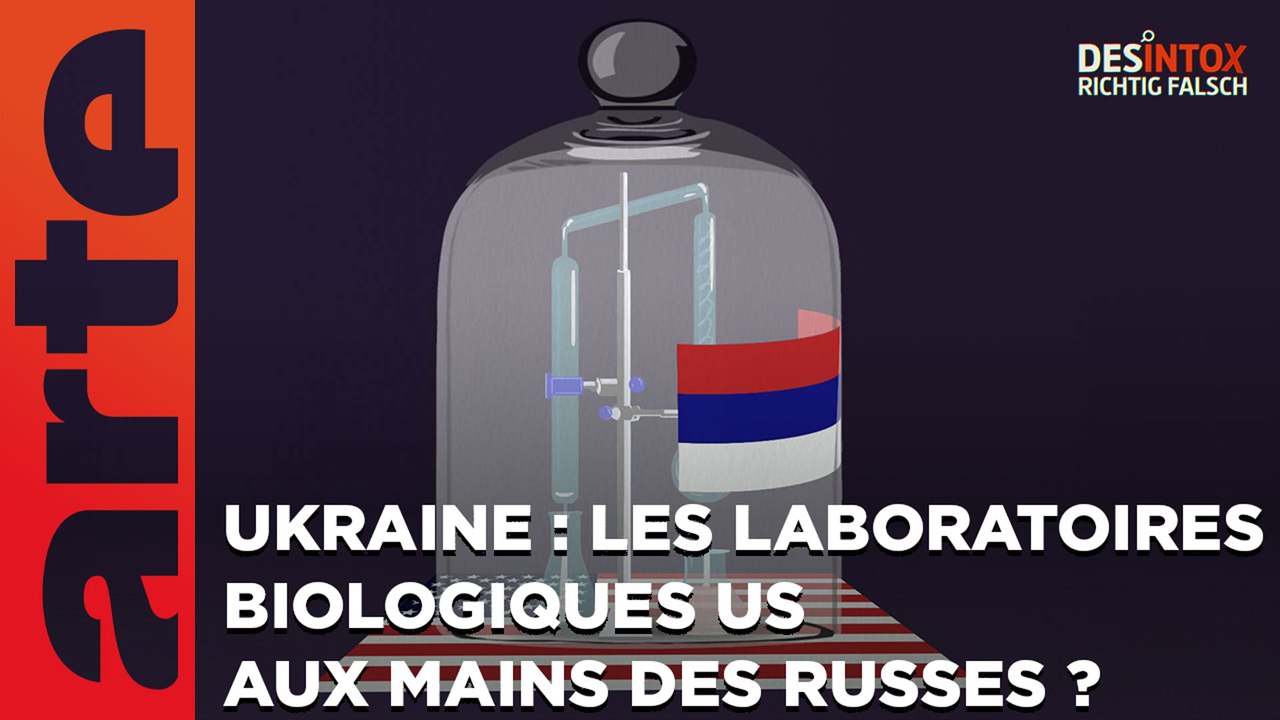 arte
DESINTOX
RICHTIG FALSCH
UKRAINE : LES LABORATOIRES
BIOLOGIQUES US
AUX MAINS DES RUSSES ?